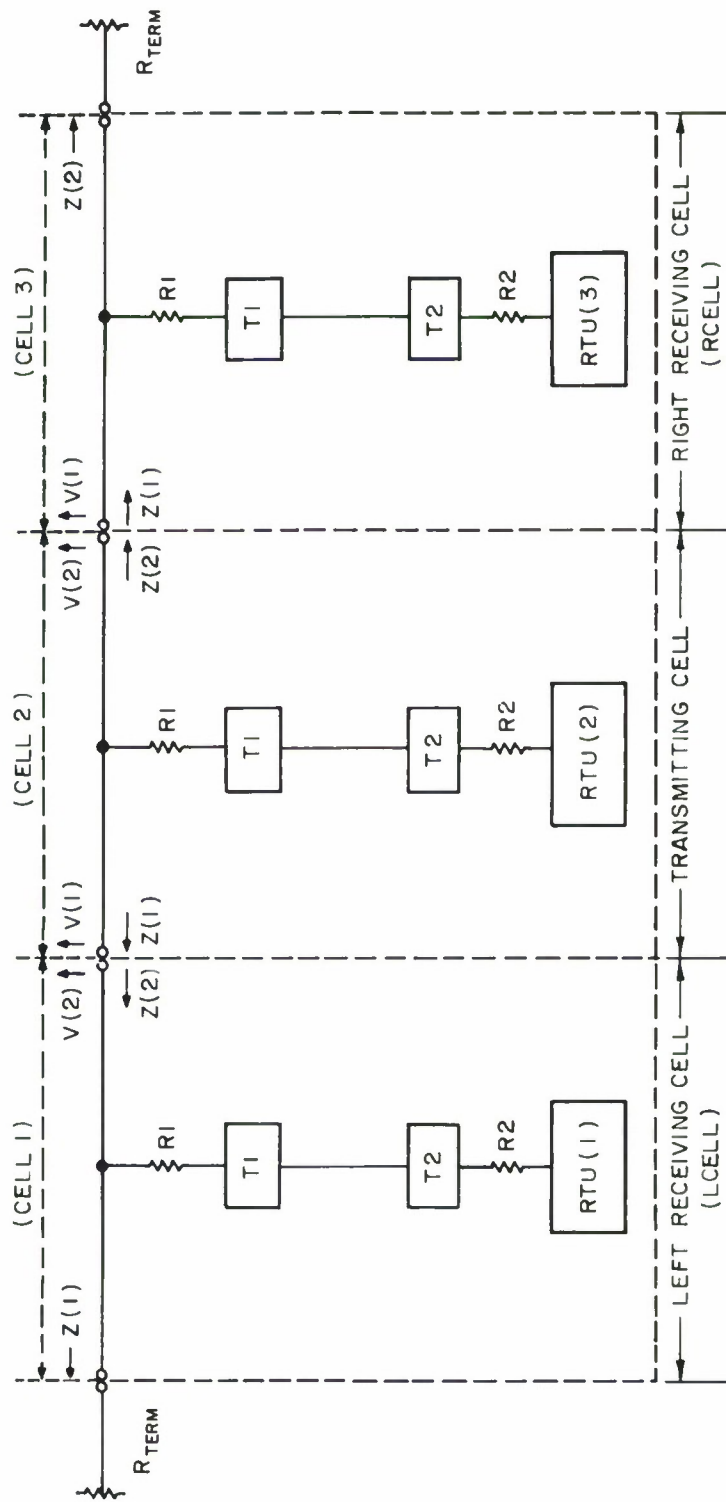 (CELL 1)
(CELL 2)
(CELL 3)
V(2) V(1)
V(2) V(1)
Z(1)
Z(2) Z(1)
Z(2) Z(1)
Z(2)
R TERM
R TERM
R1
R1
R1
T1
T1
T1
T2
T2
T2
R2
R2
R2
RTU(1)
RTU(2)
RTU(3)
LEFT RECEIVING CELL
(LCELL)
TRANSMITTING CELL
RIGHT RECEIVING CELL
(RCELL)